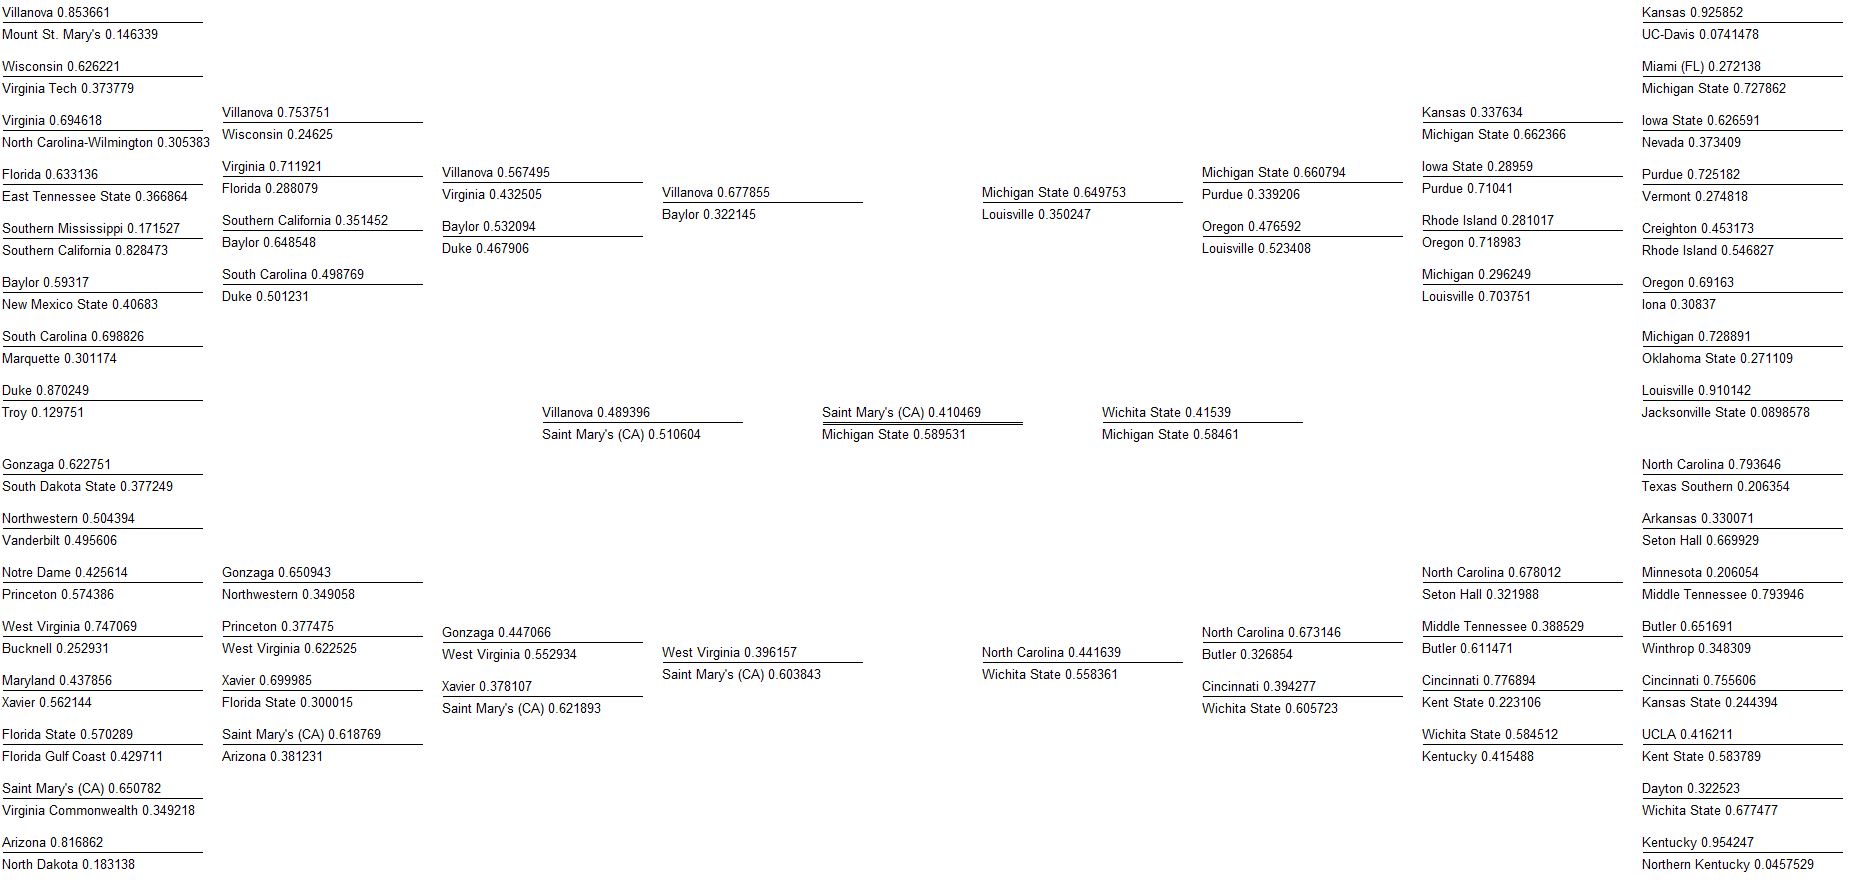 Villanova 0.853661
Mount St. Mary's 0.146339
Wisconsin 0.626221
Virginia Tech 0.373779
Virginia 0.694618
North Carolina-Wilmington 0.305383
Florida 0.633136
East Tennessee State 0.366864
Southern Mississippi 0.171527
Southern California 0.828473
Baylor 0.59317
New Mexico State 0.40683
South Carolina 0.698826
Marquette 0.301174
Duke 0.870249
Troy 0.129751
Gonzaga 0.622751
South Dakota State 0.377249
Northwestern 0.504394
Vanderbilt 0.495606
Notre Dame 0.425614
Princeton 0.574386
West Virginia 0.747069
Bucknell 0.252931
Maryland 0.437856
Xavier 0.562144
Florida State 0.570289
Florida Gulf Coast 0.429711
Saint Mary's (CA) 0.650782
Virginia Commonwealth 0.349218
Arizona 0.816862
North Dakota 0.183138
Villanova 0.753751
Wisconsin 0.24625
Virginia 0.711921
Florida 0.288079
Southern California 0.351452
Baylor 0.648548
South Carolina 0.498769
Duke 0.501231
Gonzaga 0.650943
Northwestern 0.349058
Princeton 0.377475
West Virginia 0.622525
Xavier 0.699985
Florida State 0.300015
Saint Mary's (CA) 0.618769
Arizona 0.381231
Villanova 0.567495
Virginia 0.432505
Baylor 0.532094
Duke 0.467906
Gonzaga 0.447066
West Virginia 0.552934
Xavier 0.378107
Saint Mary's (CA) 0.621893
Villanova 0.677855
Baylor 0.322145
West Virginia 0.396157
Saint Mary's (CA) 0.603843
Villanova 0.489396
Saint Mary's (CA) 0.510604
Saint Mary's (CA) 0.410469
Michigan State 0.589531
Wichita State 0.41539
Michigan State 0.58461
Michigan State 0.649753
Louisville 0.350247
North Carolina 0.441639
Wichita State 0.558361
Michigan State 0.660794
Purdue 0.339206
Oregon 0.476592
Louisville 0.523408
North Carolina 0.673146
Butler 0.326854
Cincinnati 0.394277
Wichita State 0.605723
Kansas 0.337634
Michigan State 0.662366
Iowa State 0.28959
Purdue 0.71041
Rhode Island 0.281017
Oregon 0.718983
Michigan 0.296249
Louisville 0.703751
North Carolina 0.678012
Seton Hall 0.321988
Middle Tennessee 0.388529
Butler 0.611471
Cincinnati 0.776894
Kent State 0.223106
Wichita State 0.584512
Kentucky 0.415488
Kansas 0.925852
UC-Davis 0.0741478
Miami (FL) 0.272138
Michigan State 0.727862
Iowa State 0.626591
Nevada 0.373409
Purdue 0.725182
Vermont 0.274818
Creighton 0.453173
Rhode Island 0.546827
Oregon 0.69163
Iona 0.30837
Michigan 0.728891
Oklahoma State 0.271109
Louisville 0.910142
Jacksonville State 0.0898578
North Carolina 0.793646
Texas Southern 0.206354
Arkansas 0.330071
Seton Hall 0.669929
Minnesota 0.206054
Middle Tennessee 0.793946
Butler 0.651691
Winthrop 0.348309
Cincinnati 0.755606
Kansas State 0.244394
UCLA 0.416211
Kent State 0.583789
Dayton 0.322523
Wichita State 0.677477
Kentucky 0.954247
Northern Kentucky 0.0457529